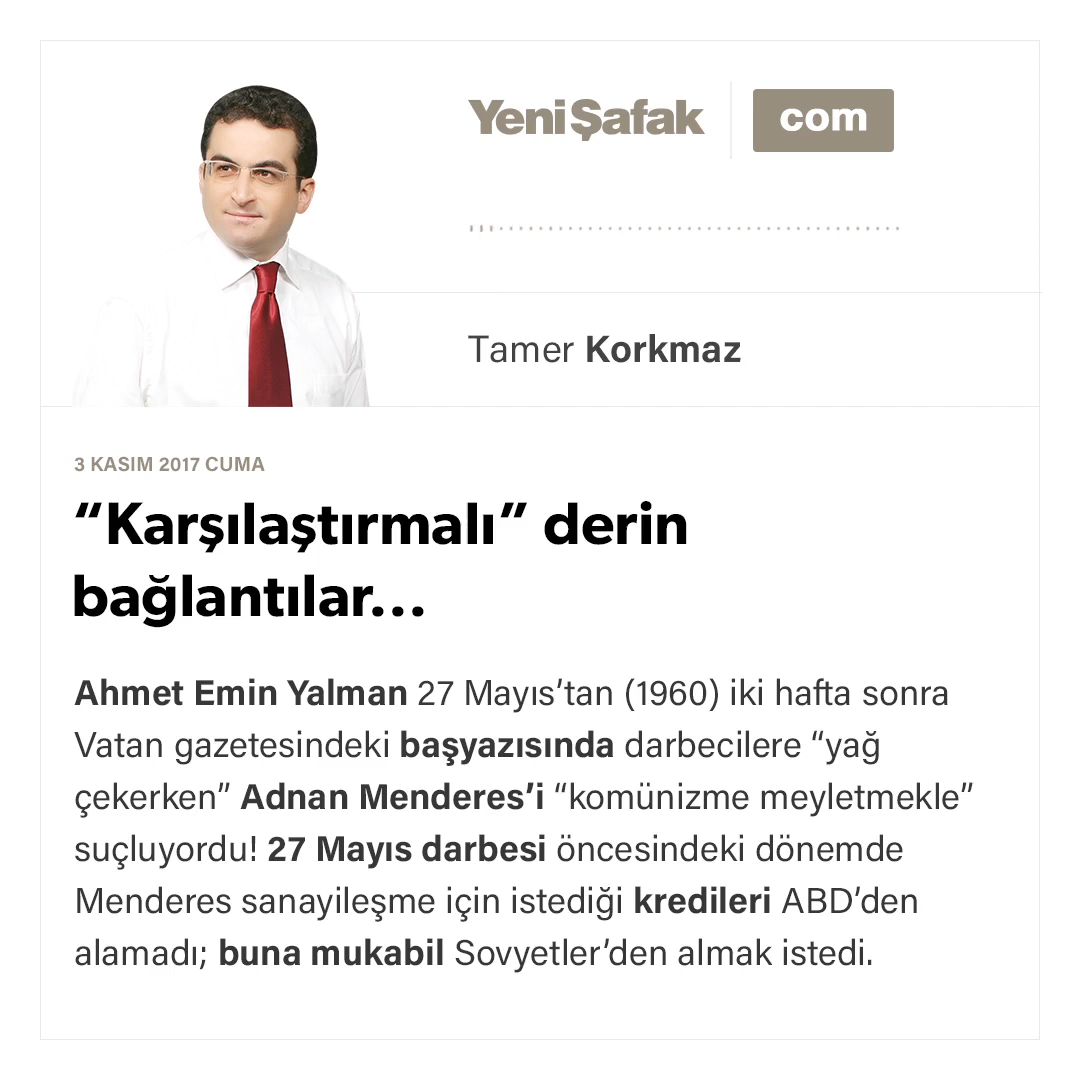 YeniŞafak com
Tamer Korkmaz
3 KASIM 2017 CUMA
“Karşılaştırmalı” derin
bağlantılar...
Ahmet Emin Yalman 27 Mayıs’tan (1960) iki hafta sonra
Vatan gazetesindeki başyazısında darbecilere “yağ
çekerken” Adnan Menderes’i “komünizme meyletmekle”
suçluyordu! 27 Mayıs darbesi öncesindeki dönemde
Menderes sanayileşme için istediği kredileri ABD’den
alamadı; buna mukabil Sovyetler’den almak istedi.